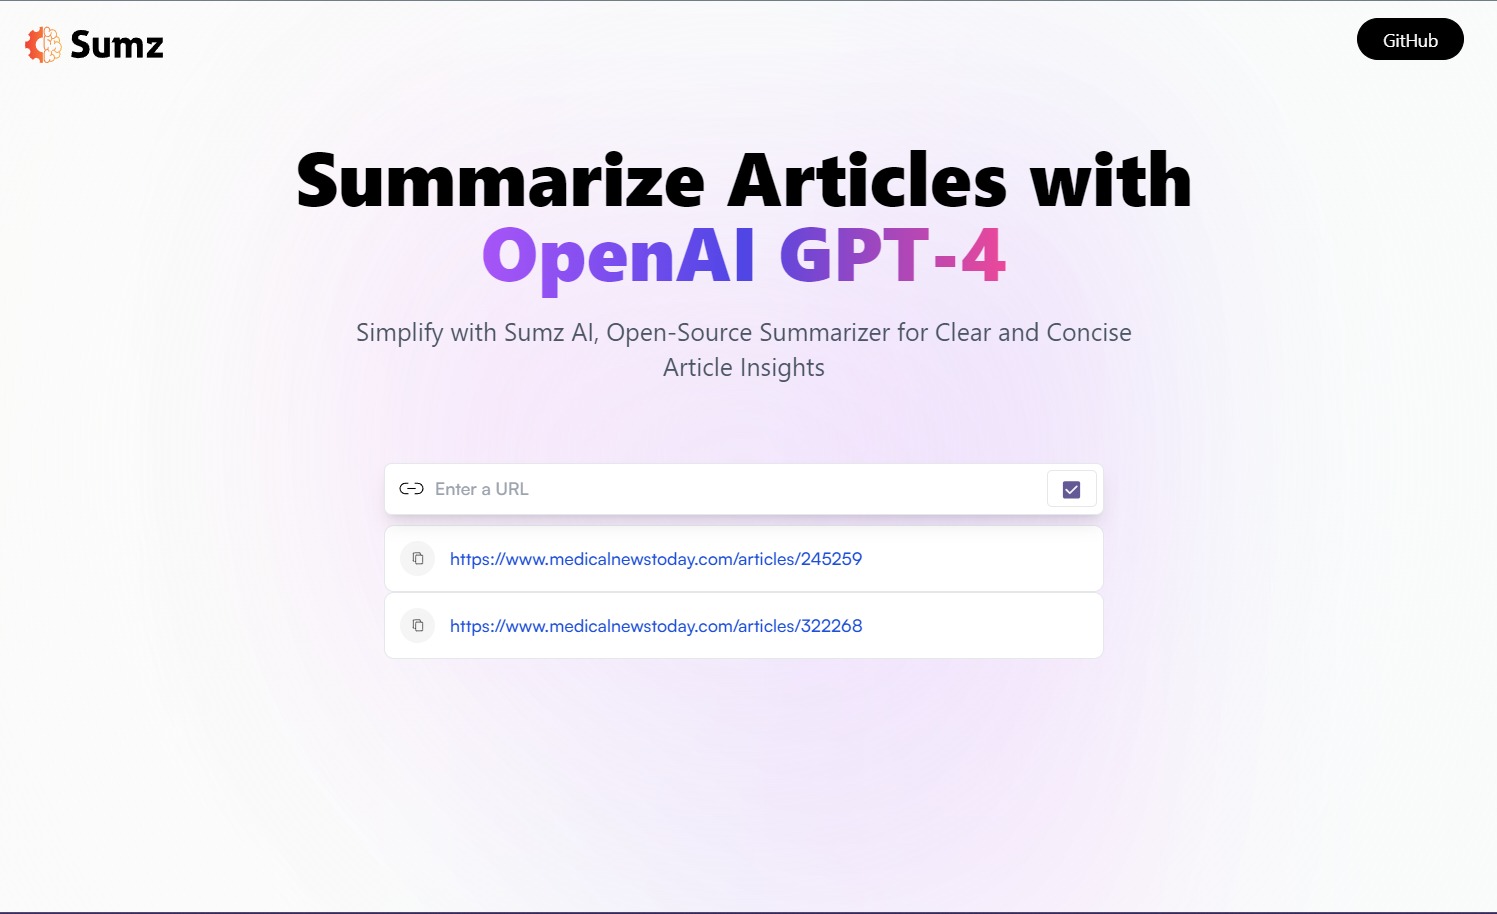 Sumz
GitHub
Summarize Articles with
OpenAI GPT-4
Simplify with Sumz AI, Open-Source Summarizer for Clear and Concise
Article Insights
Enter a URL
https://www.medicalnewstoday.com/articles/245259
https://www.medicalnewstoday.com/articles/322268